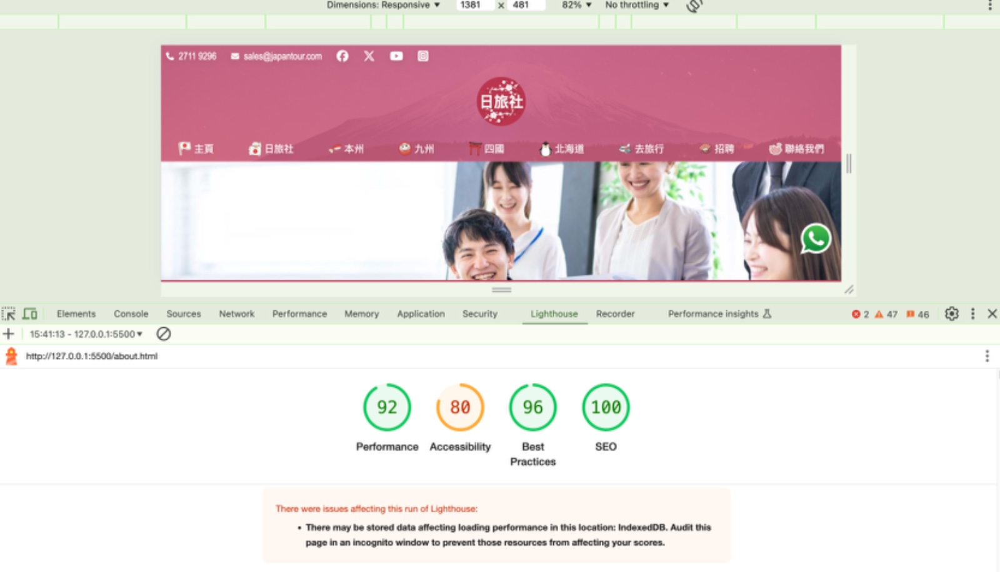 Dimensions: Responsive ▼ 1381 x 481 82% ▼ No throttling ▼
2711 9296 sales@japantour.com
日旅社
主頁 日旅社 本州 九州 四國 北海道 去旅行 招聘 聯絡我們
Elements Console Sources Network Performance Memory Application Security Lighthouse Recorder Performance insights 2 47 46
15:41:13 - 127.0.0.1:5500 ▼
http://127.0.0.1:5500/about.html
92 80 96 100
Performance Accessibility Best Practices SEO
There were issues affecting this run of Lighthouse:
• There may be stored data affecting loading performance in this location: IndexedDB. Audit this
page in an incognito window to prevent those resources from affecting your scores.